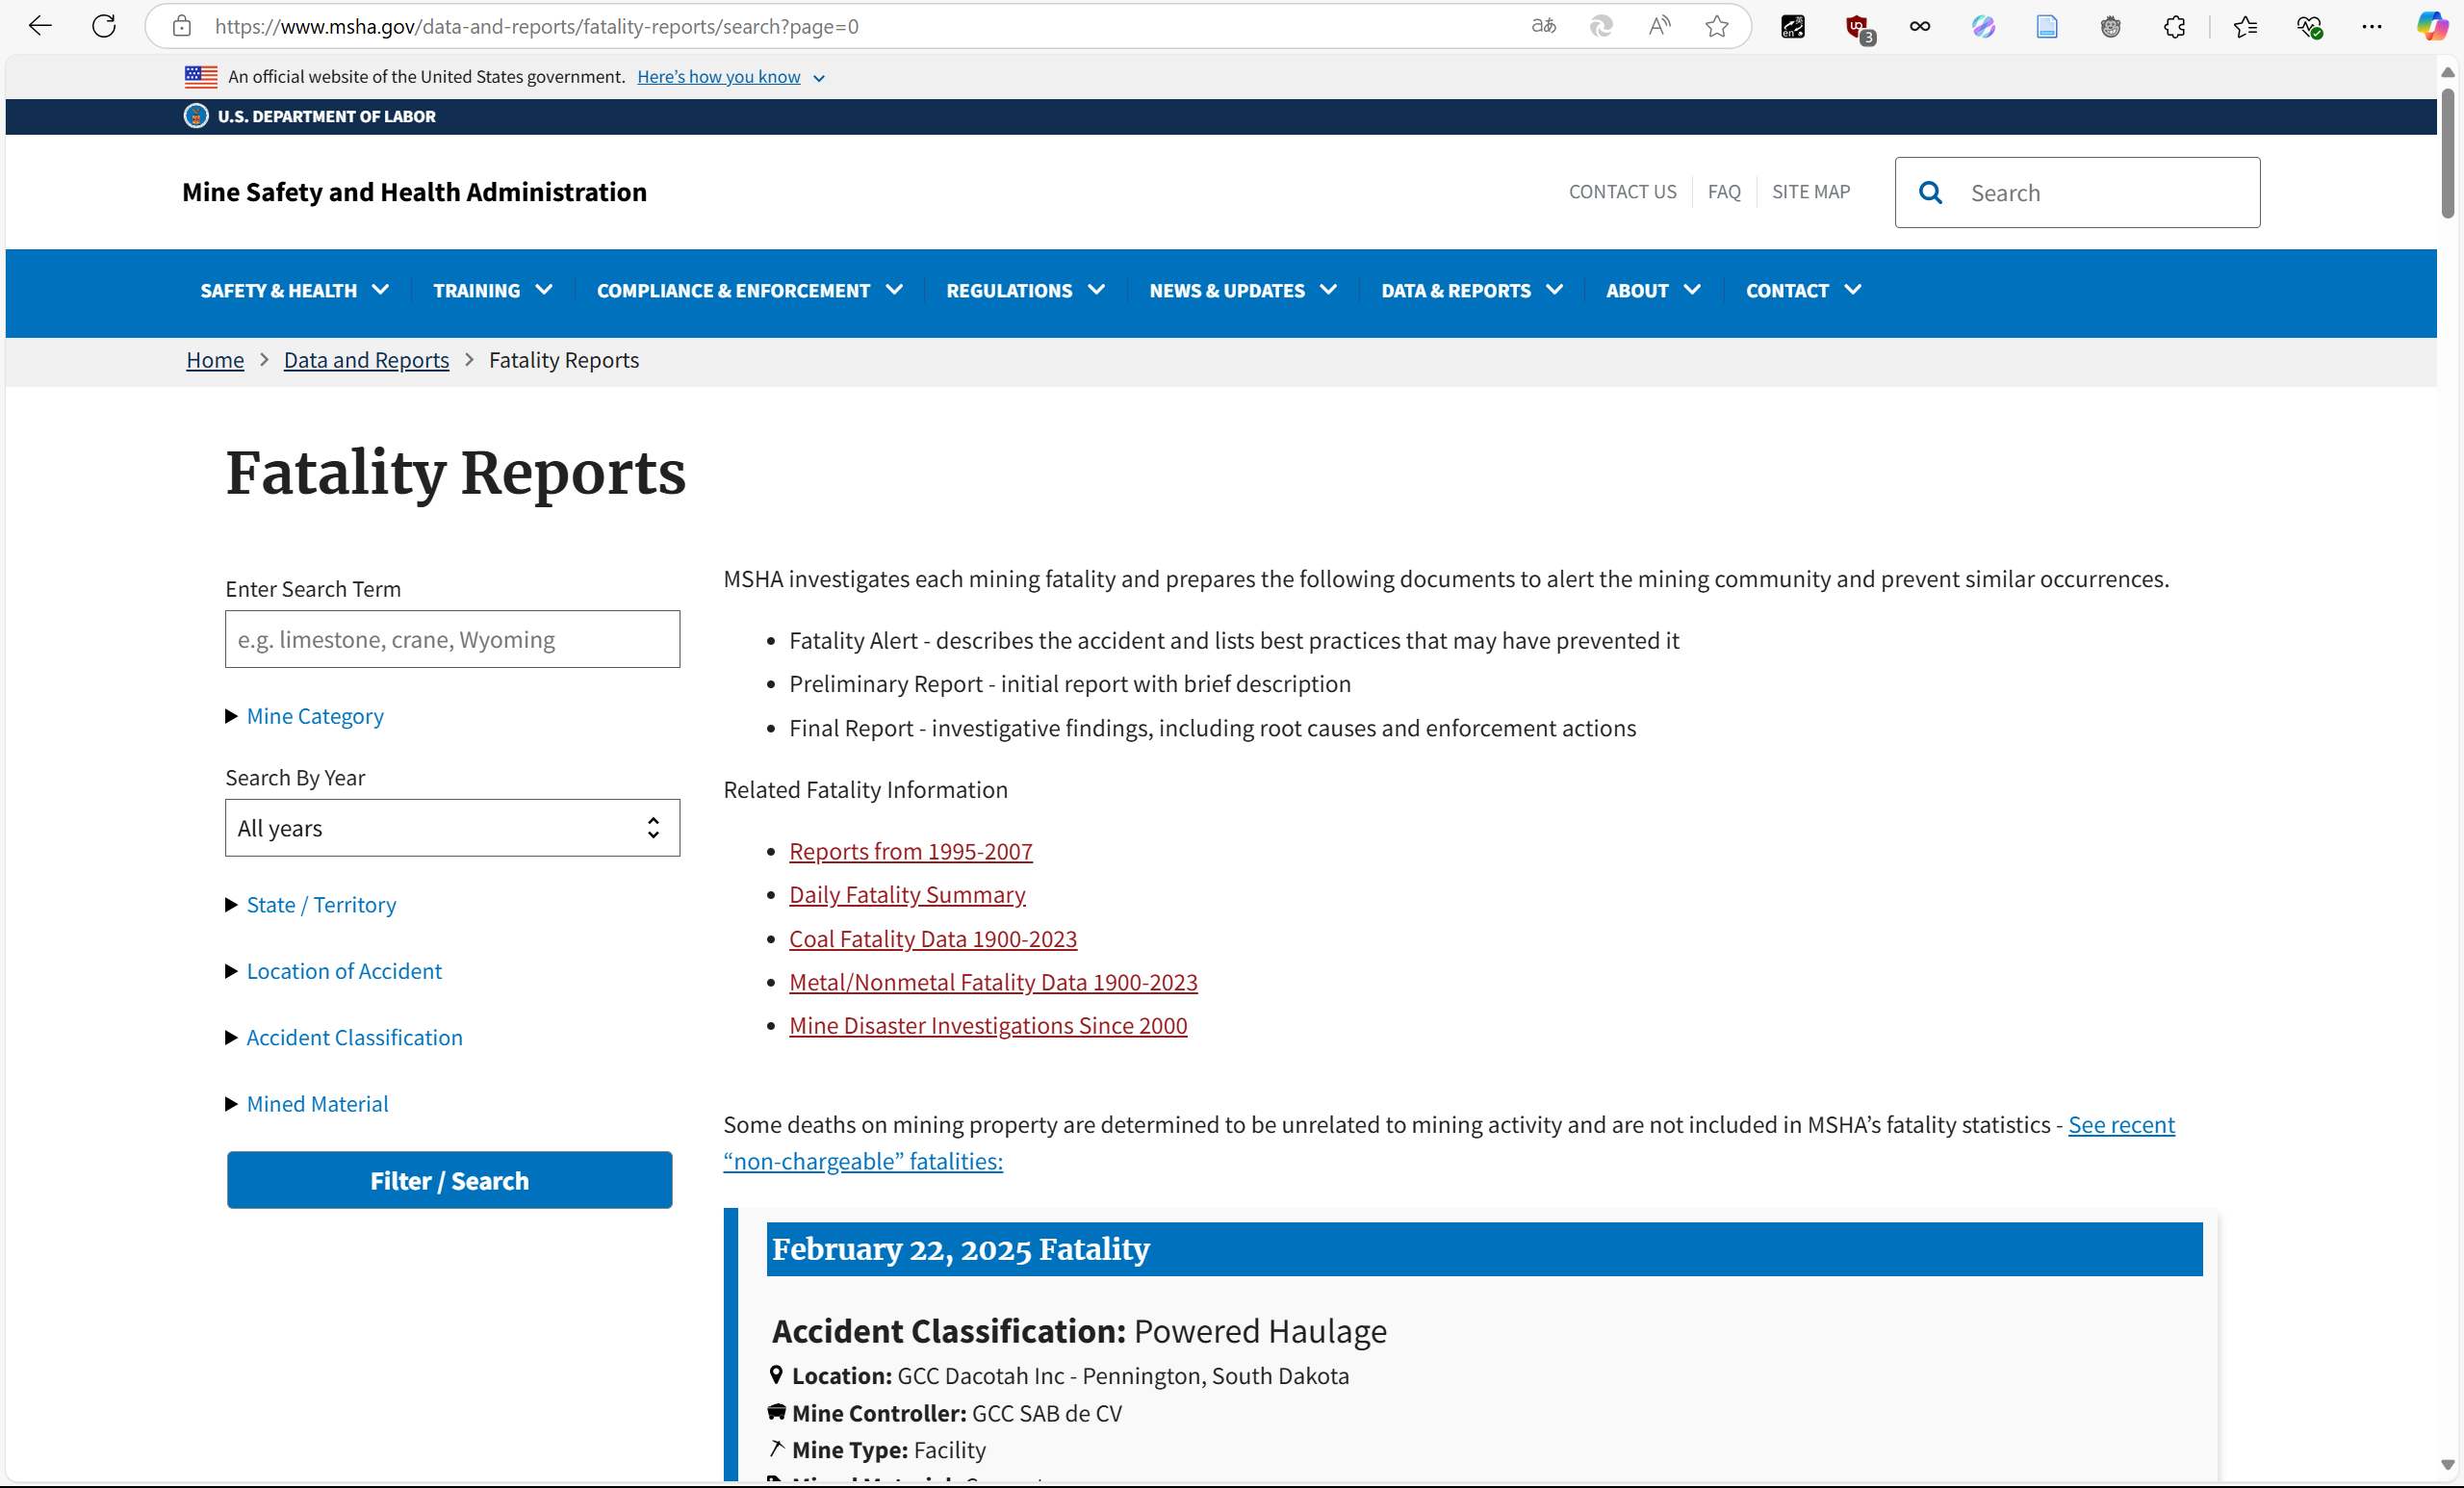 https://www.msha.gov/data-and-reports/fatality-reports/search?page=0
3
An official website of the United States government. Here's how you know
U.S. DEPARTMENT OF LABOR
Mine Safety and Health Administration
CONTACT US
FAQ
SITE MAP
Search
SAFETY & HEALTH
TRAINING
COMPLIANCE & ENFORCEMENT
REGULATIONS
NEWS & UPDATES
DATA & REPORTS
ABOUT
CONTACT
Home > Data and Reports > Fatality Reports
Fatality Reports
Enter Search Term
e.g. limestone, crane, Wyoming
Mine Category
Search By Year
All years
State / Territory
Location of Accident
Accident Classification
Mined Material
Filter / Search
MSHA investigates each mining fatality and prepares the following documents to alert the mining community and prevent similar occurrences.
• Fatality Alert - describes the accident and lists best practices that may have prevented it
• Preliminary Report - initial report with brief description
• Final Report - investigative findings, including root causes and enforcement actions
Related Fatality Information
• Reports from 1995-2007
• Daily Fatality Summary
• Coal Fatality Data 1900-2023
• Metal/Nonmetal Fatality Data 1900-2023
• Mine Disaster Investigations Since 2000
Some deaths on mining property are determined to be unrelated to mining activity and are not included in MSHA’s fatality statistics - See recent
“non-chargeable” fatalities:
February 22, 2025 Fatality
Accident Classification: Powered Haulage
Location: GCC Dacotah Inc - Pennington, South Dakota
Mine Controller: GCC SAB de CV
Mine Type: Facility